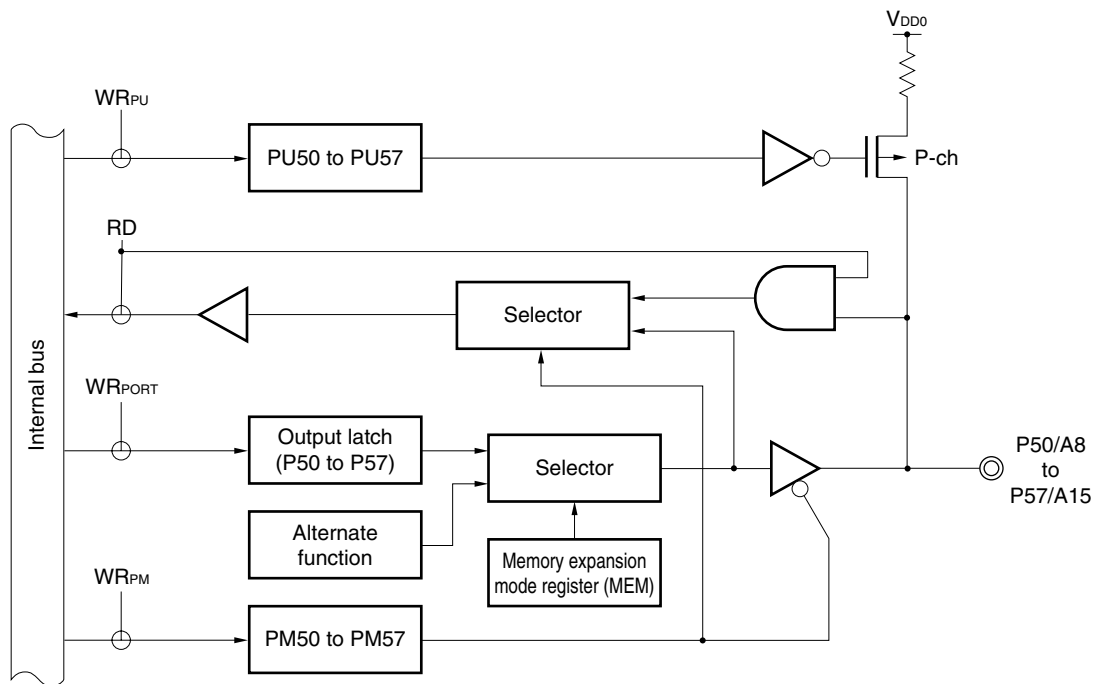 VDD0
WRPU
PU50 to PU57
P-ch
RD
Selector
Internal bus
WRPORT
Output latch
(P50 to P57)
Selector
P50/A8
to
P57/A15
Alternate
function
Memory expansion
mode register (MEM)
WRPM
PM50 to PM57